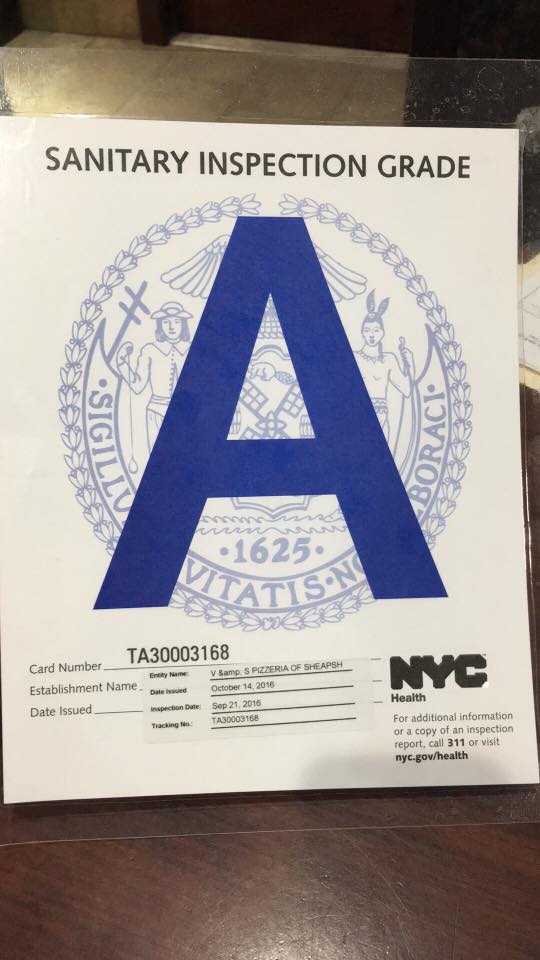 SANITARY INSPECTION GRADE
A
SIGILLU
BORACI
1625
VITATIS NO
Card Number TA30003168
Establishment Name
Date Issued
Entity Name: V &amp; S PIZZERIA OF SHEAPSH
Date Issued October 14, 2016
Inspection Date: Sep 21, 2016
Tracking No.: TA30003168
NYC
Health
For additional information
or a copy of an inspection
report, call 311 or visit
nyc.gov/health